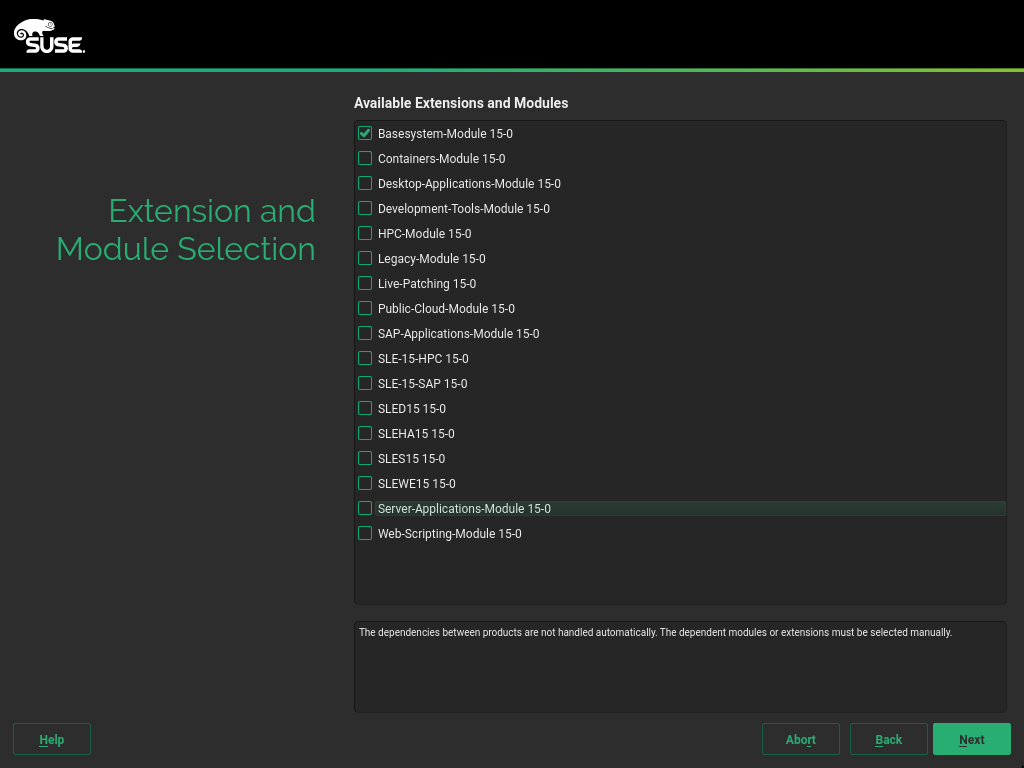 SUSE.
Extension and
Module Selection
Available Extensions and Modules
Basesystem-Module 15-0
Containers-Module 15-0
Desktop-Applications-Module 15-0
Development-Tools-Module 15-0
HPC-Module 15-0
Legacy-Module 15-0
Live-Patching 15-0
Public-Cloud-Module 15-0
SAP-Applications-Module 15-0
SLE-15-HPC 15-0
SLE-15-SAP 15-0
SLED15 15-0
SLEHA15 15-0
SLES15 15-0
SLEWE15 15-0
Server-Applications-Module 15-0
Web-Scripting-Module 15-0
The dependencies between products are not handled automatically. The dependent modules or extensions must be selected manually.
Help
Abort
Back
Next